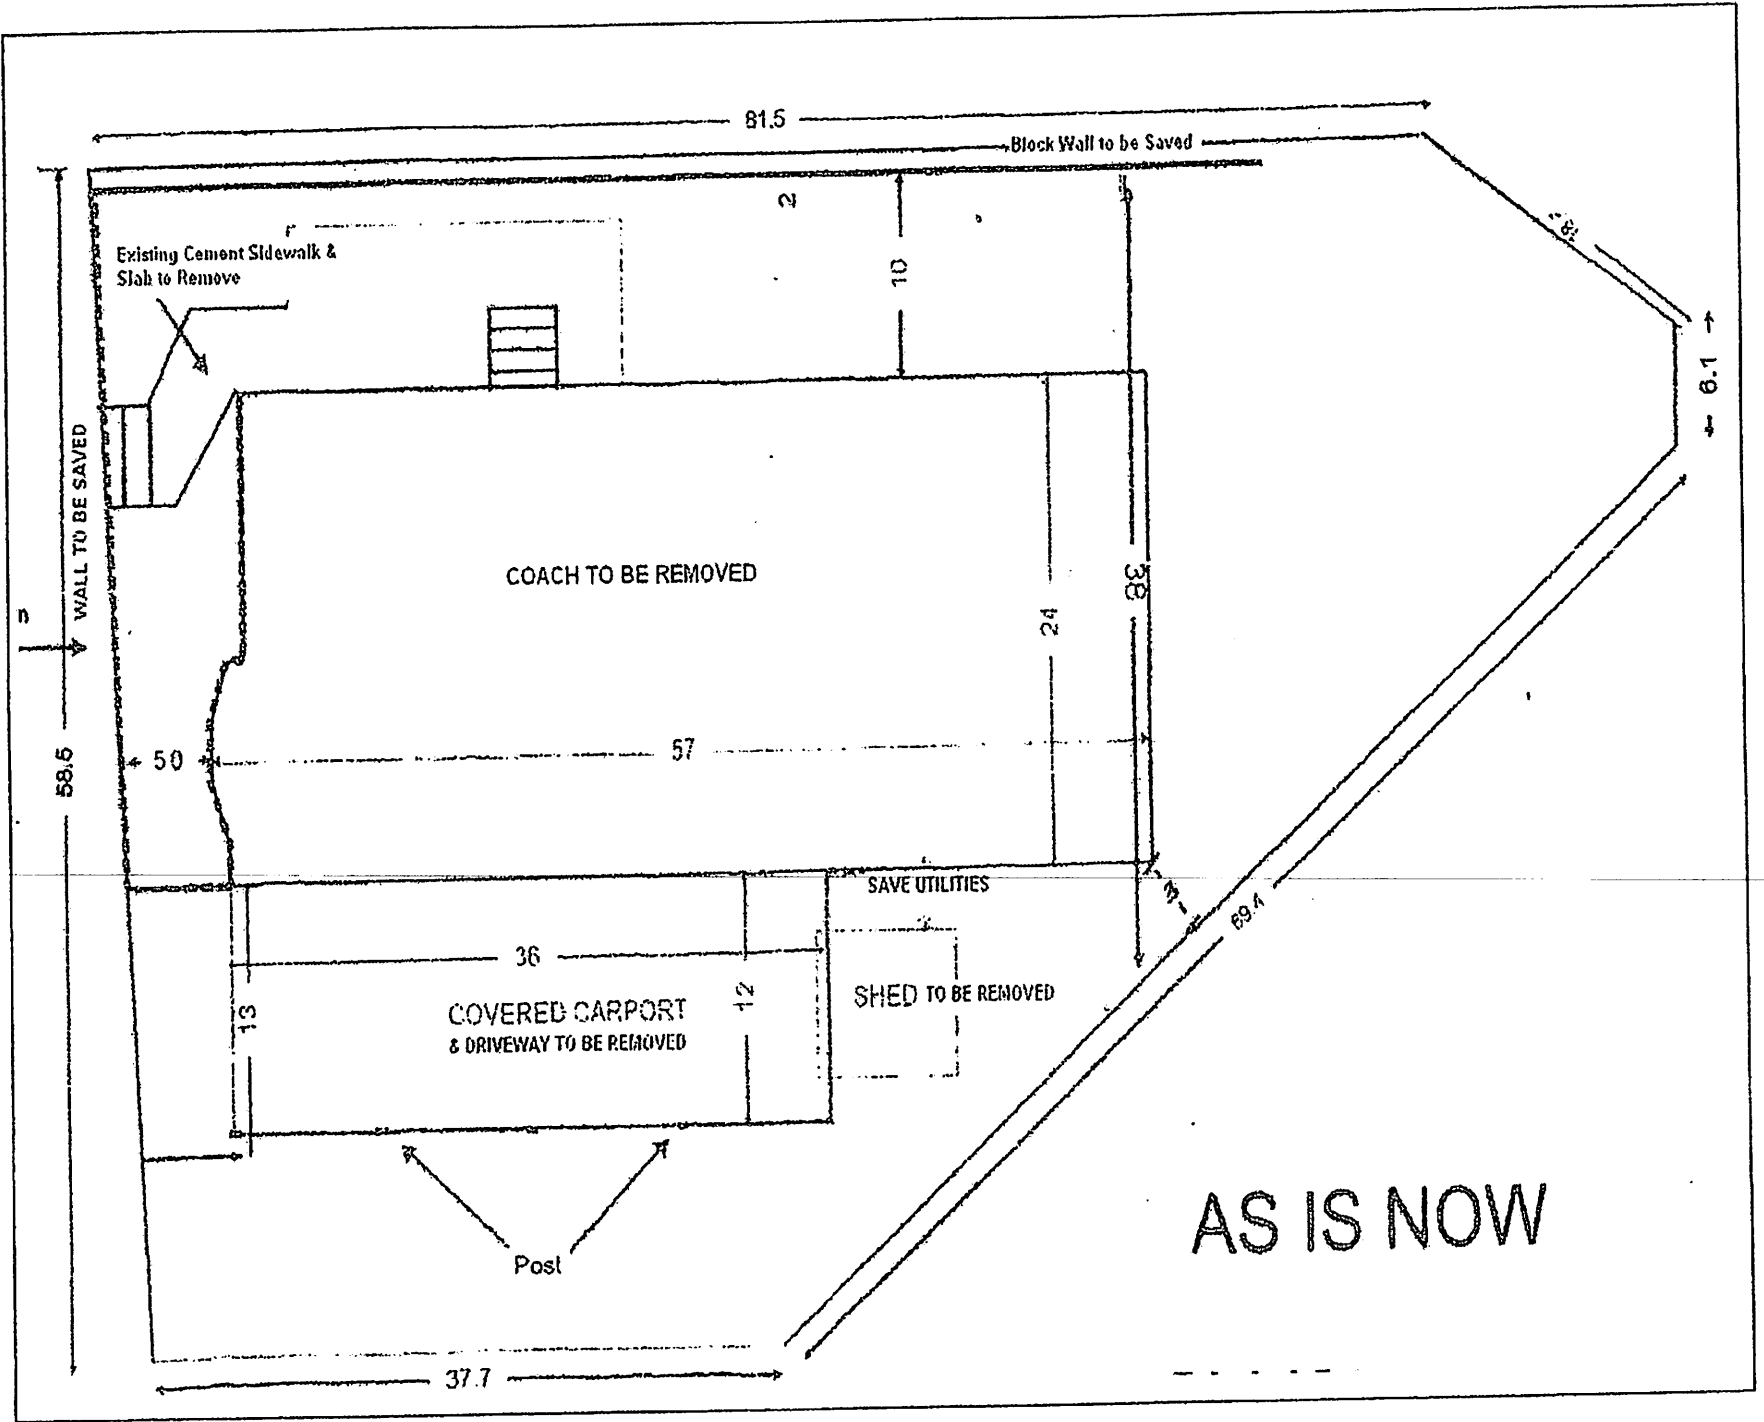 81.5
Block Wall to be Saved
2
Existing Cement Sidewalk &
Slab to Remove
10
6.1
WALL TO BE SAVED
COACH TO BE REMOVED
n
24
38
58.5
50
57
SAVE UTILITIES
3
69.4
36
13
12
COVERED CARPORT
& DRIVEWAY TO BE REMOVED
SHED TO BE REMOVED
Post
AS IS NOW
37.7